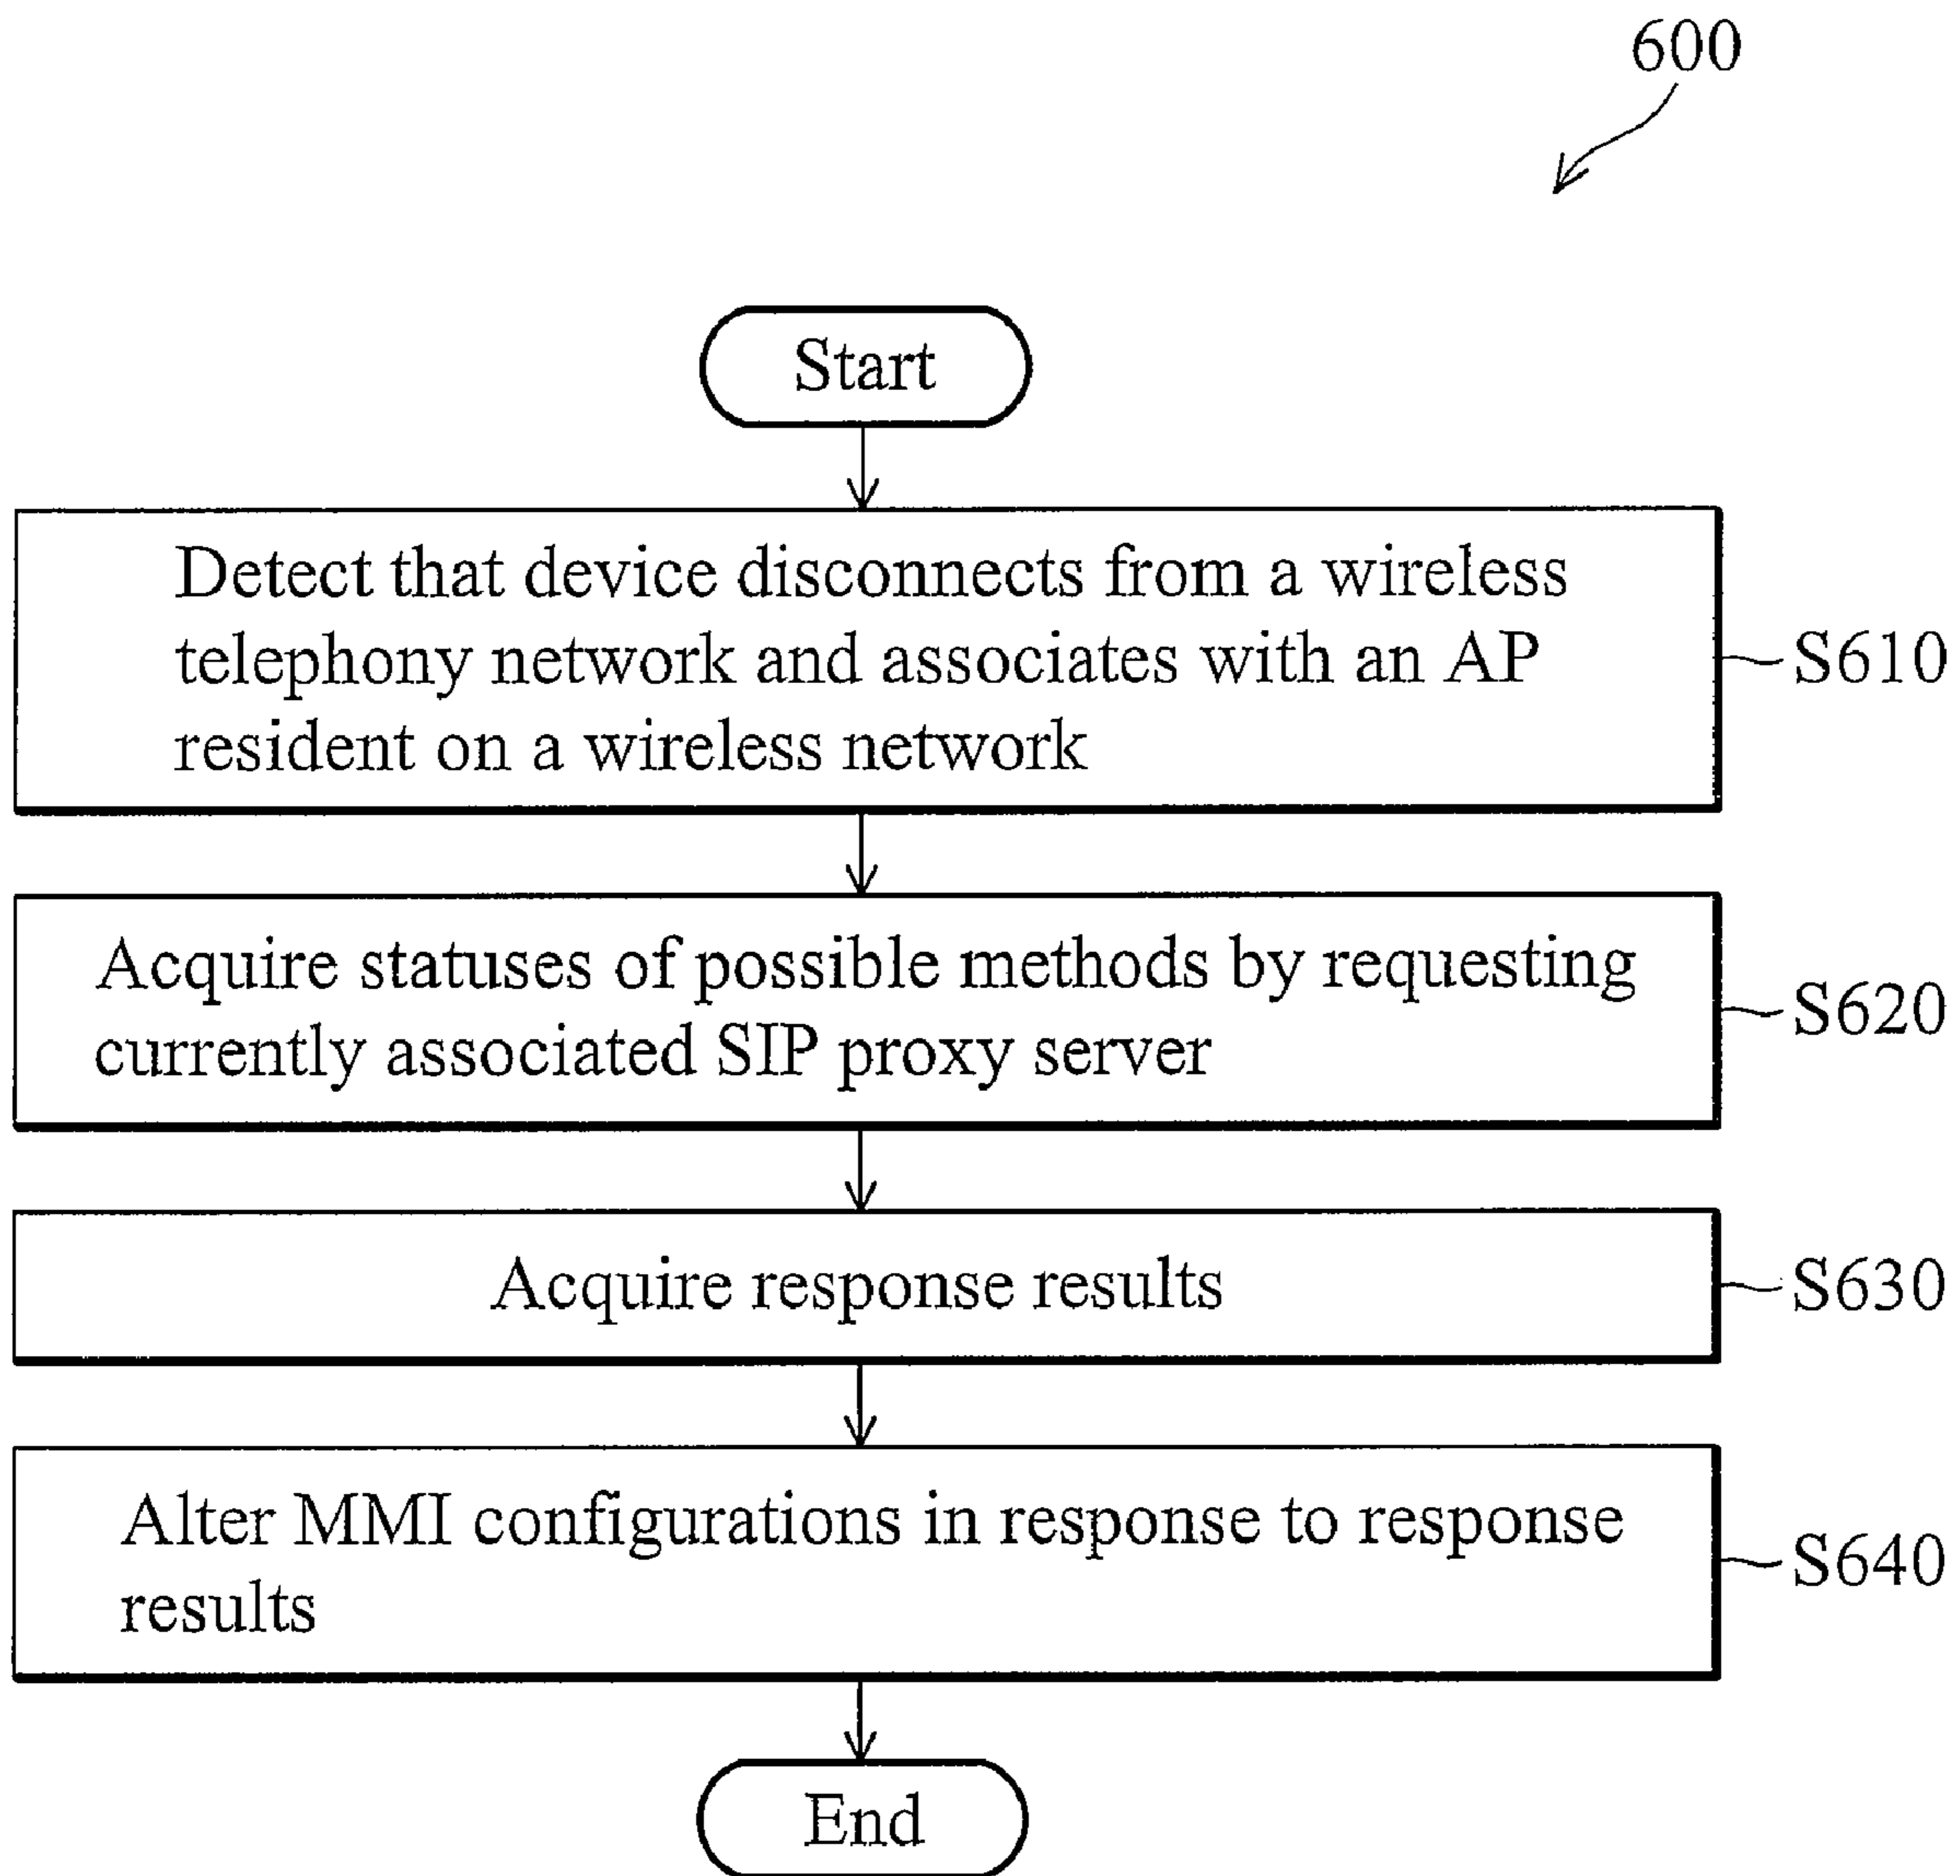 600
Start
Detect that device disconnects from a wireless
telephony network and associates with an AP
resident on a wireless network
S610
Acquire statuses of possible methods by requesting
currently associated SIP proxy server
S620
Acquire response results
S630
Alter MMI configurations in response to response
results
S640
End